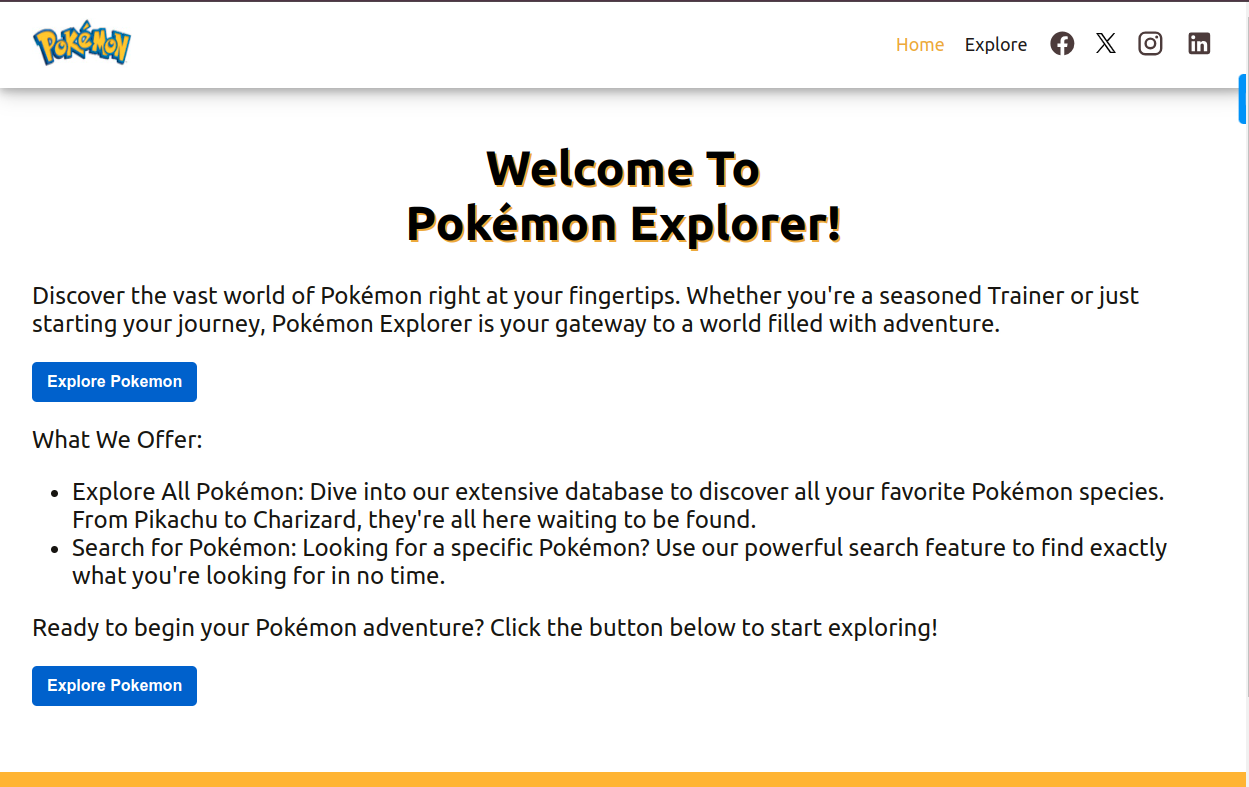 POKéMON
Home Explore
Welcome To
Pokémon Explorer!
Discover the vast world of Pokémon right at your fingertips. Whether you're a seasoned Trainer or just
starting your journey, Pokémon Explorer is your gateway to a world filled with adventure.
Explore Pokemon
What We Offer:
• Explore All Pokémon: Dive into our extensive database to discover all your favorite Pokémon species.
From Pikachu to Charizard, they're all here waiting to be found.
• Search for Pokémon: Looking for a specific Pokémon? Use our powerful search feature to find exactly
what you're looking for in no time.
Ready to begin your Pokémon adventure? Click the button below to start exploring!
Explore Pokemon